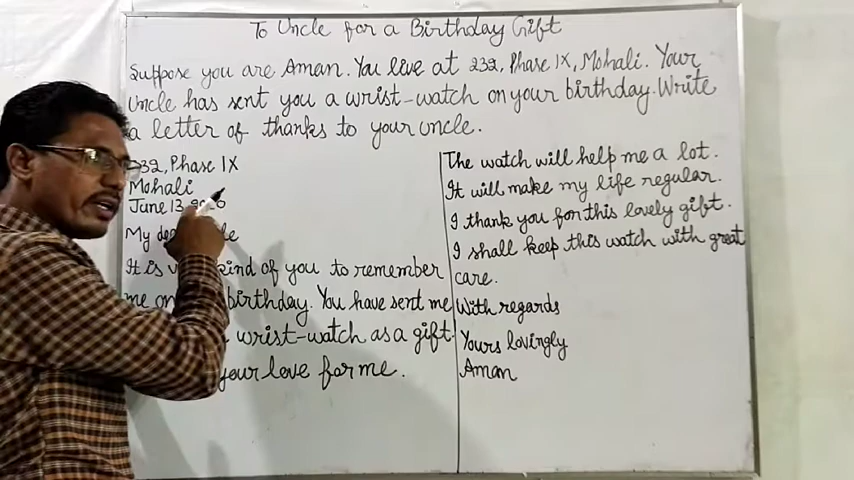 To Uncle for a Birthday Gift
Suppose you are Aman. You live at 232, Phase IX, Mohali. Your
Uncle has sent you a wrist-watch on your birthday. Write
a letter of thanks to your uncle.
232, Phase IX
Mohali
June 13
My
It is kind of you to remember
me on birthday. You have sent me
wrist-watch as a gift.
your love for me.
The watch will help me a lot.
It will make my life regular.
I thank you for this lovely gift.
I shall keep this watch with great
care.
With regards
Yours lovingly
Aman